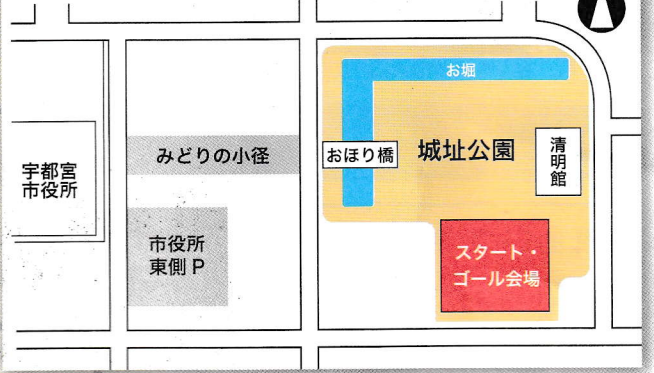 お堀
宇都宮
市役所
みどりの小径
おほり橋
城址公園
清明館
市役所
東側 P
スタート・
ゴール会場